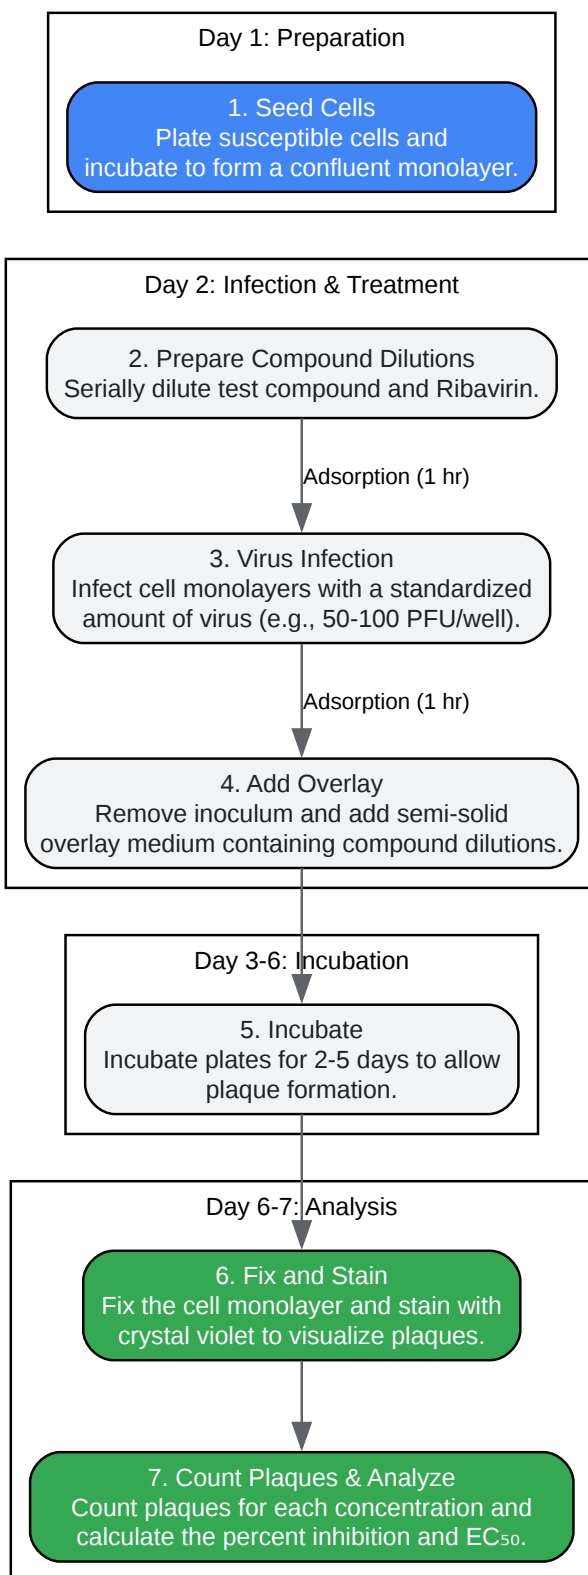 Day 1: Preparation
1. Seed Cells
Plate susceptible cells and
incubate to form a confluent monolayer.
Day 2: Infection & Treatment
2. Prepare Compound Dilutions
Serially dilute test compound and Ribavirin.
Adsorption (1 hr)
3. Virus Infection
Infect cell monolayers with a standardized
amount of virus (e.g., 50-100 PFU/well).
Adsorption (1 hr)
4. Add Overlay
Remove inoculum and add semi-solid
overlay medium containing compound dilutions.
Day 3-6: Incubation
5. Incubate
Incubate plates for 2-5 days to allow
plaque formation.
Day 6-7: Analysis
6. Fix and Stain
Fix the cell monolayer and stain with
crystal violet to visualize plaques.
7. Count Plaques & Analyze
Count plaques for each concentration and
calculate the percent inhibition and EC₅₀.